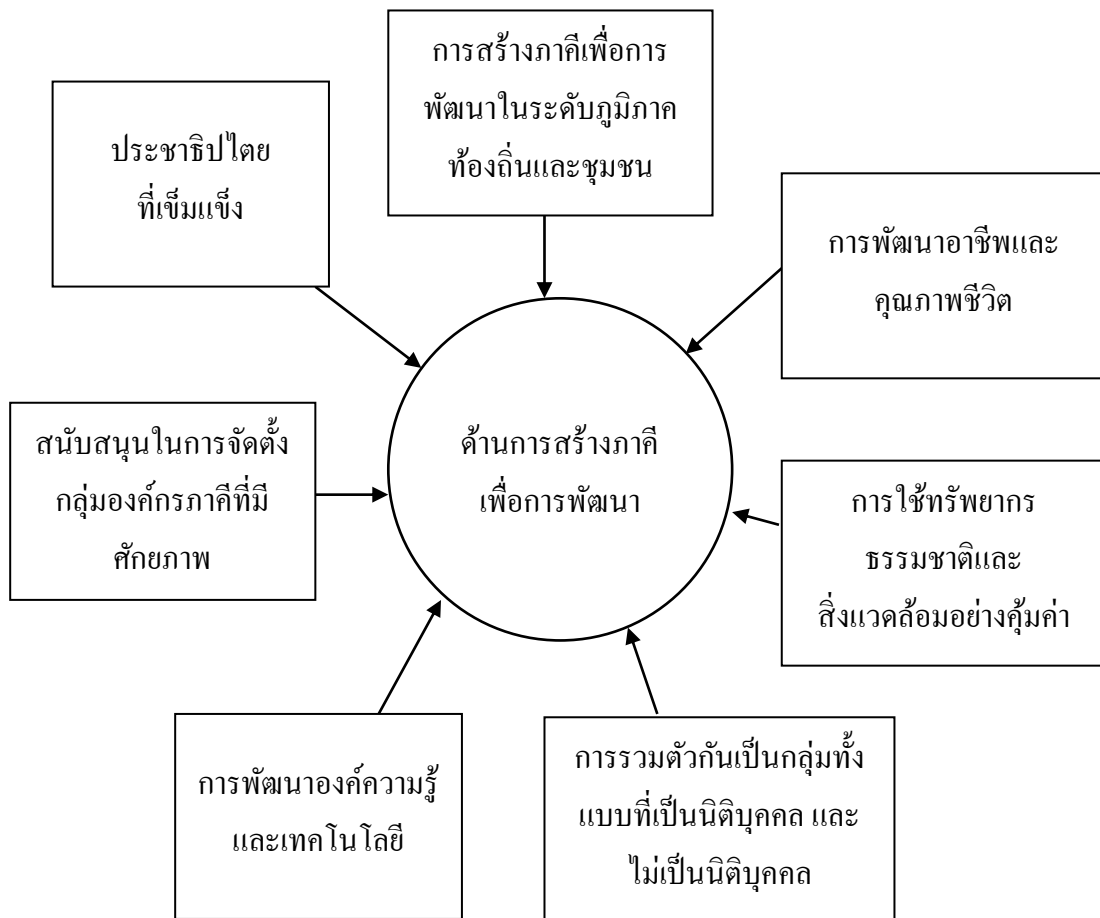 การสร้างภาคีเพื่อการ
พัฒนาในระดับภูมิภาค
ท้องถิ่นและชุมชน
ประชาธิปไตย
ที่เข็มแข็ง
การพัฒนาอาชีพและ
คุณภาพชีวิต
สนับสนุนในการจัดตั้ง
กลุ่มองค์กรภาคีที่มี
ศักยภาพ
ด้านการสร้างภาคี
เพื่อการพัฒนา
การใช้ทรัพยากร
ธรรมชาติและ
สิ่งแวดล้อมอย่างคุ้มค่า
การพัฒนาองค์ความรู้
และเทคโนโลยี
การรวมตัวกันเป็นกลุ่มทั้ง
แบบที่เป็นนิติบุคคล และ
ไม่เป็นนิติบุคคล